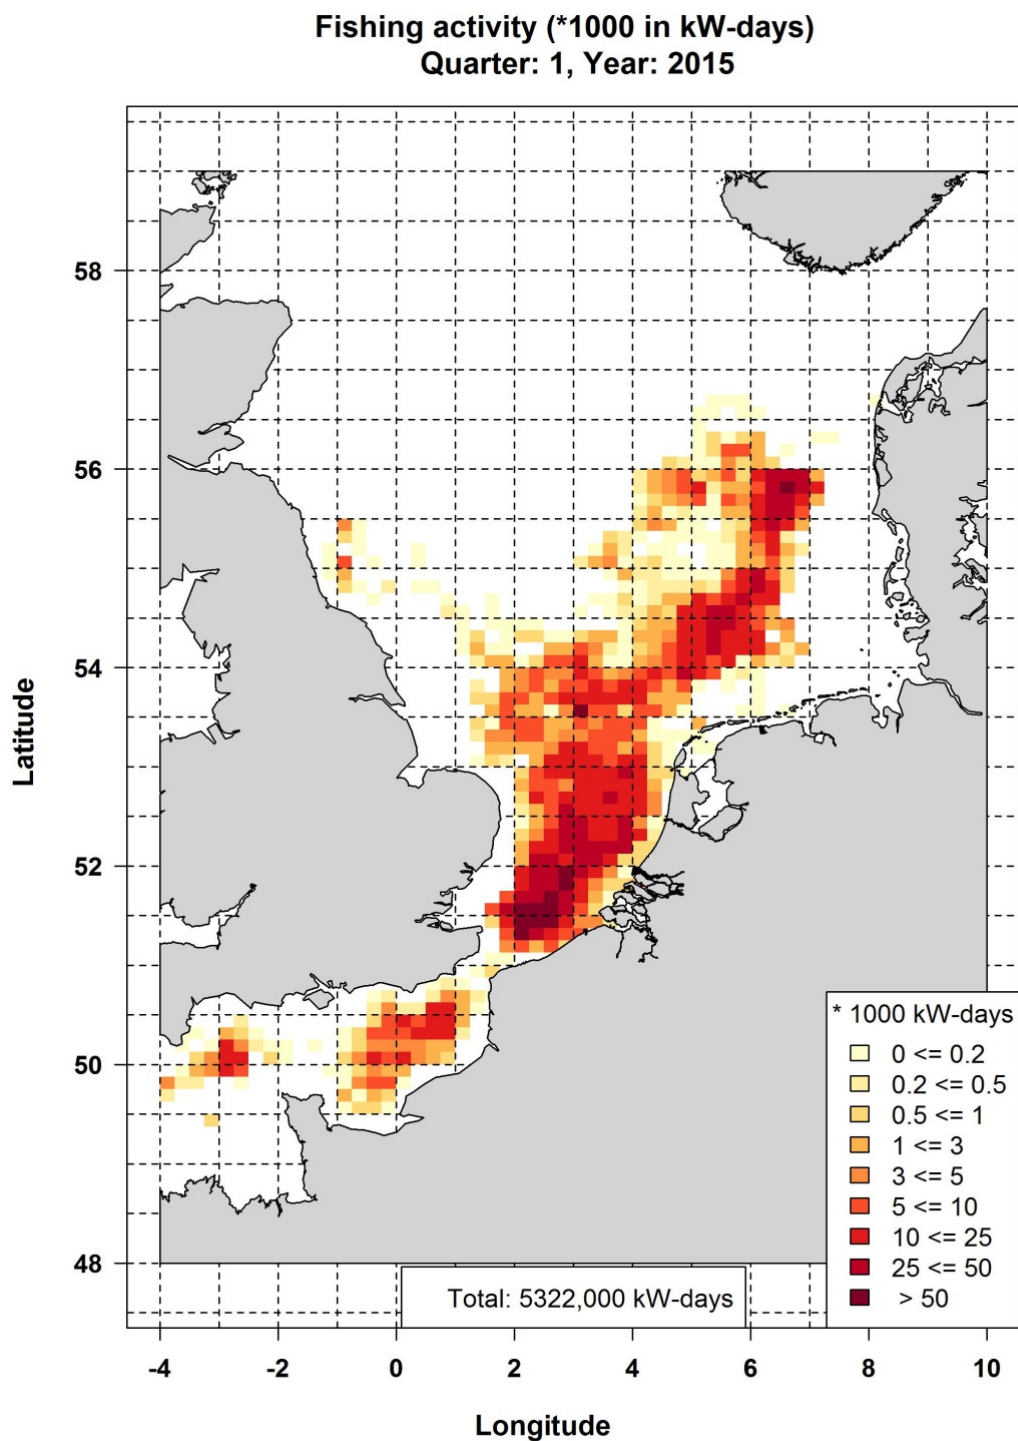 Fishing activity (*1000 in kW-days)
Quarter: 1, Year: 2015
Latitude
58
56
54
52
50
48
* 1000 kW-days
0 <= 0.2
0.2 <= 0.5
0.5 <= 1
1 <= 3
3 <= 5
5 <= 10
10 <= 25
25 <= 50
> 50
Total: 5322,000 kW-days
-4 -2 0 2 4 6 8 10
Longitude